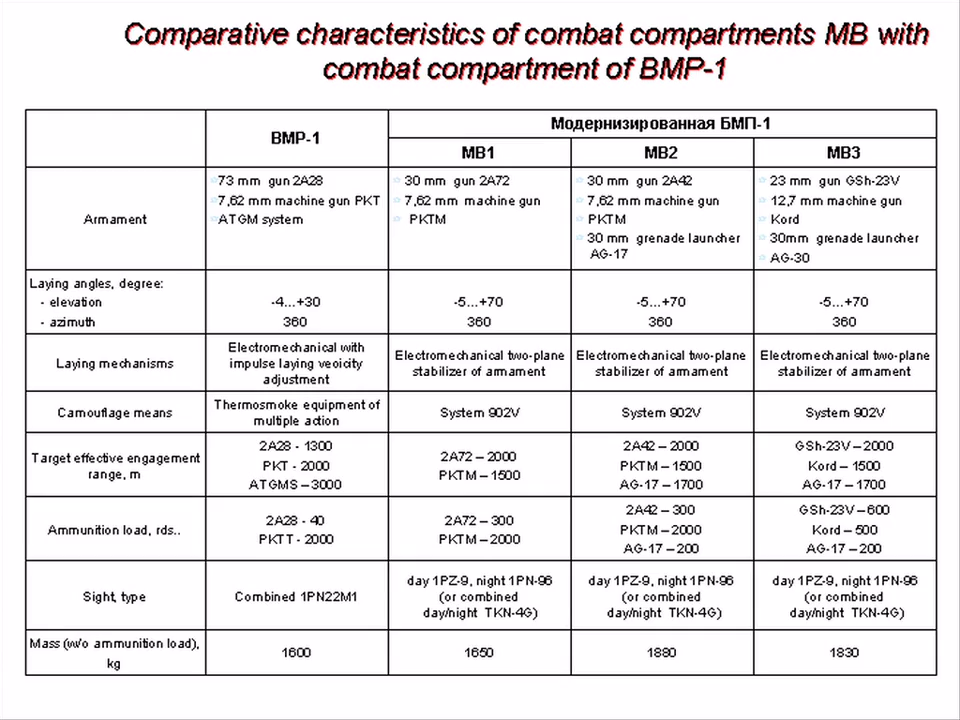 Comparative characteristics of combat compartments MB with
combat compartment of BMP-1
BMP-1
Модернизированная БМП-1
MB1
MB2
MB3
Armament
73 mm gun 2A28
7,62 mm machine gun PKT
ATGM system
30 mm gun 2A72
7,62 mm machine gun
PKTM
30 mm gun 2A42
7,62 mm machine gun
PKTM
30 mm grenade launcher
AG-17
23 mm gun GSh-23V
12,7 mm machine gun
Kord
30mm grenade launcher
AG-30
Laying angles, degree:
- elevation
- azimuth
-4...+30
360
-5...+70
360
-5...+70
360
-5...+70
360
Laying mechanisms
Electromechanical with
impulse laying veoicity
adjustment
Electromechanical two-plane
stabilizer of armament
Electromechanical two-plane
stabilizer of armament
Electromechanical two-plane
stabilizer of armament
Camouflage means
Thermosmoke equipment of
multiple action
System 902V
System 902V
System 902V
Target effective engagement
range, m
2A28 - 1300
PKT - 2000
ATGMS – 3000
2A72 – 2000
PKTM – 1500
2A42 – 2000
PKTM – 1500
AG-17 – 1700
GSh-23V – 2000
Kord – 1500
AG-17 – 1700
Ammunition load, rds..
2A28 - 40
PKTT - 2000
2A72 – 300
PKTM – 2000
2A42 – 300
PKTM – 2000
AG-17 – 200
GSh-23V – 600
Kord – 500
AG-17 – 200
Sight, type
Combined 1PN22M1
day 1PZ-9, night 1PN-96
(or combined
day/night TKN-4G)
day 1PZ-9, night 1PN-96
(or combined
day/night TKN-4G)
day 1PZ-9, night 1PN-96
(or combined
day/night TKN-4G)
Mass (w/o ammunition load),
kg
1600
1650
1880
1830